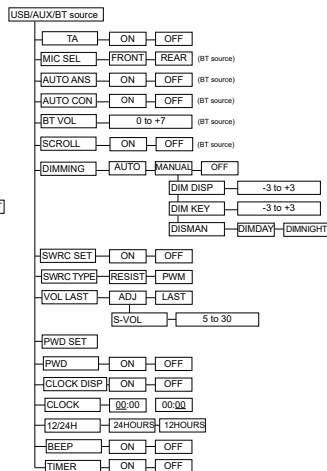 USB/AUX/BT source
TA ON OFF
MIC SEL FRONT REAR (BT source)
AUTO ANS ON OFF (BT source)
AUTO CON ON OFF (BT source)
BT VOL 0 to +7 (BT source)
SCROLL ON OFF (BT source)
DIMMING AUTO MANUAL OFF
DIM DISP -3 to +3
DIM KEY -3 to +3
DISMAN DIMDAY DIMNIGHT
SWRC SET ON OFF
SWRC TYPE RESIST PWM
VOL LAST ADJ LAST
S-VOL 5 to 30
PWD SET
PWD ON OFF
CLOCK DISP ON OFF
CLOCK 00:00 00:00
12/24H 24HOURS 12HOURS
BEEP ON OFF
TIMER ON OFF